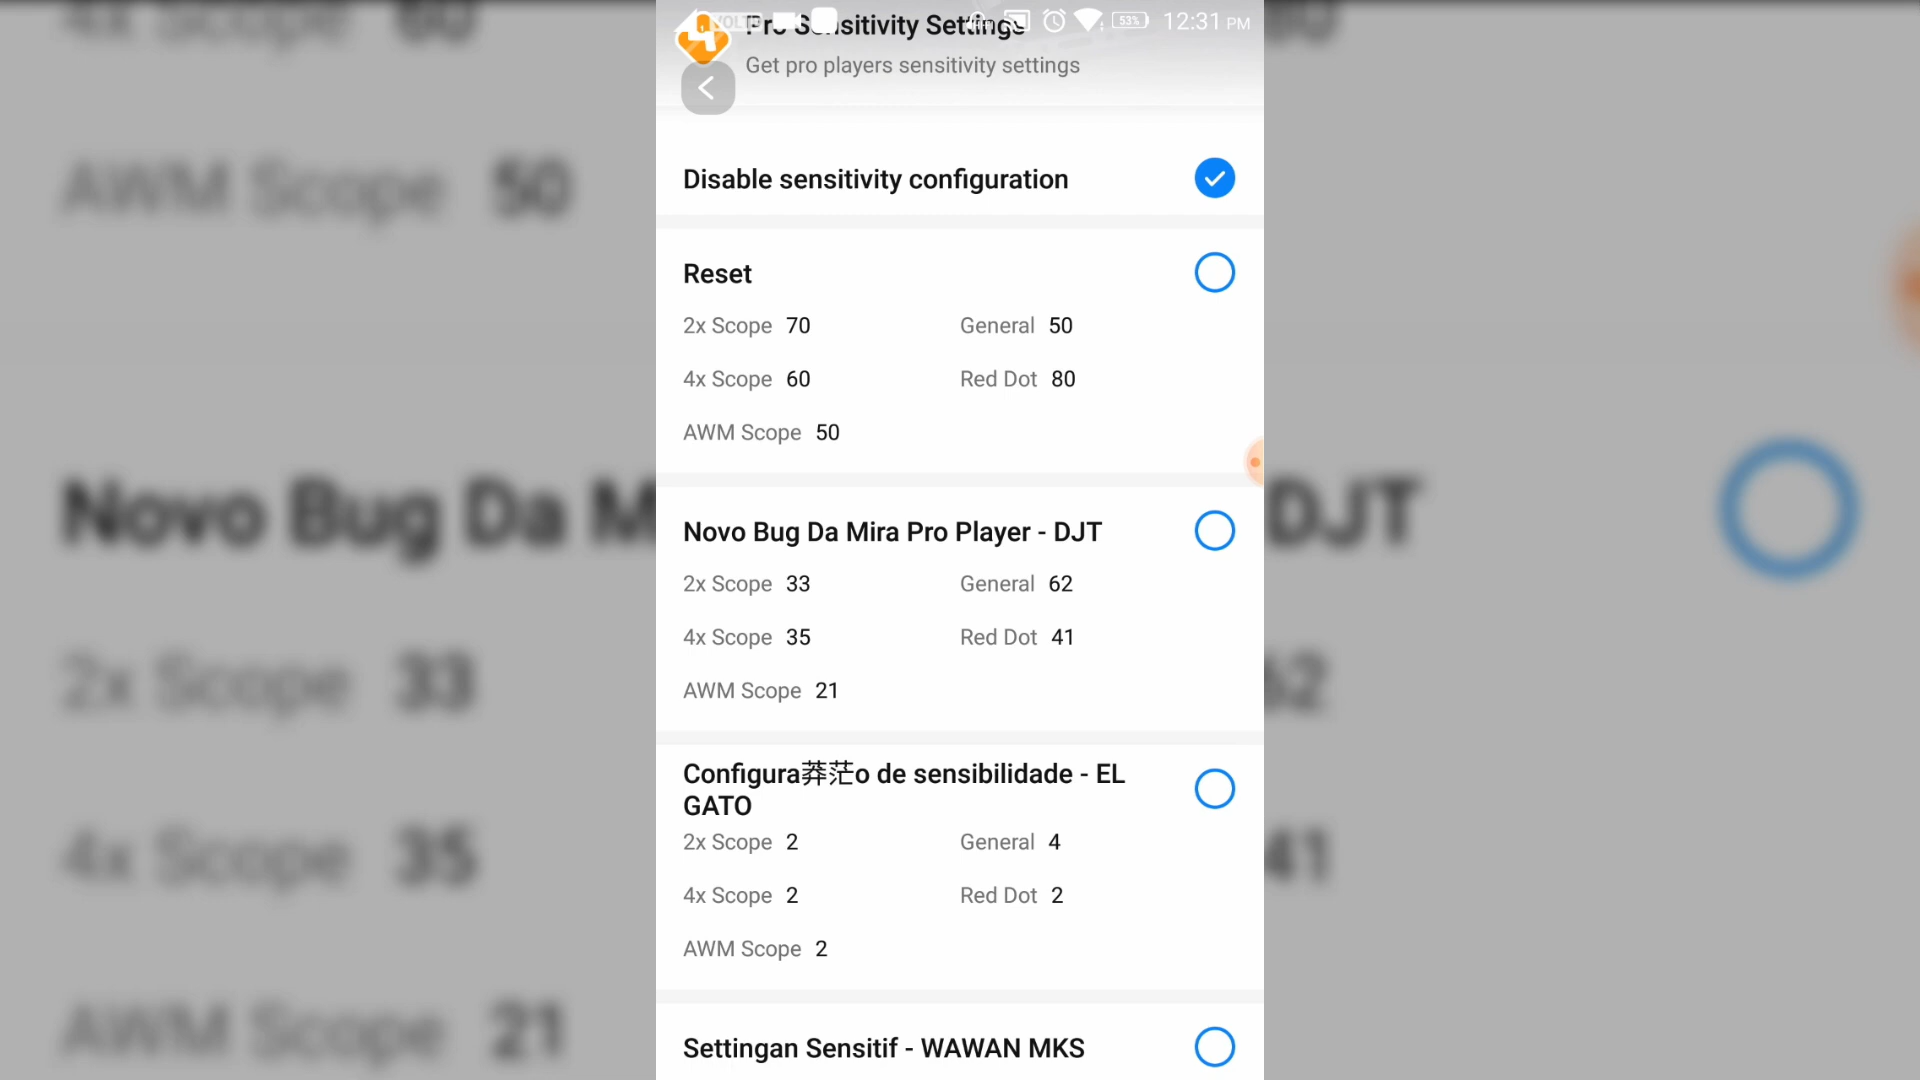 Pro Sensitivity Settings
12:31 PM
53%
Get pro players sensitivity settings
Disable sensitivity configuration
Reset
2x Scope 70 General 50
4x Scope 60 Red Dot 80
AWM Scope 50
Novo Bug Da Mira Pro Player - DJT
2x Scope 33 General 62
4x Scope 35 Red Dot 41
AWM Scope 21
Configura莽茫o de sensibilidade - EL
GATO
2x Scope 2 General 4
4x Scope 2 Red Dot 2
AWM Scope 2
Settingan Sensitif - WAWAN MKS